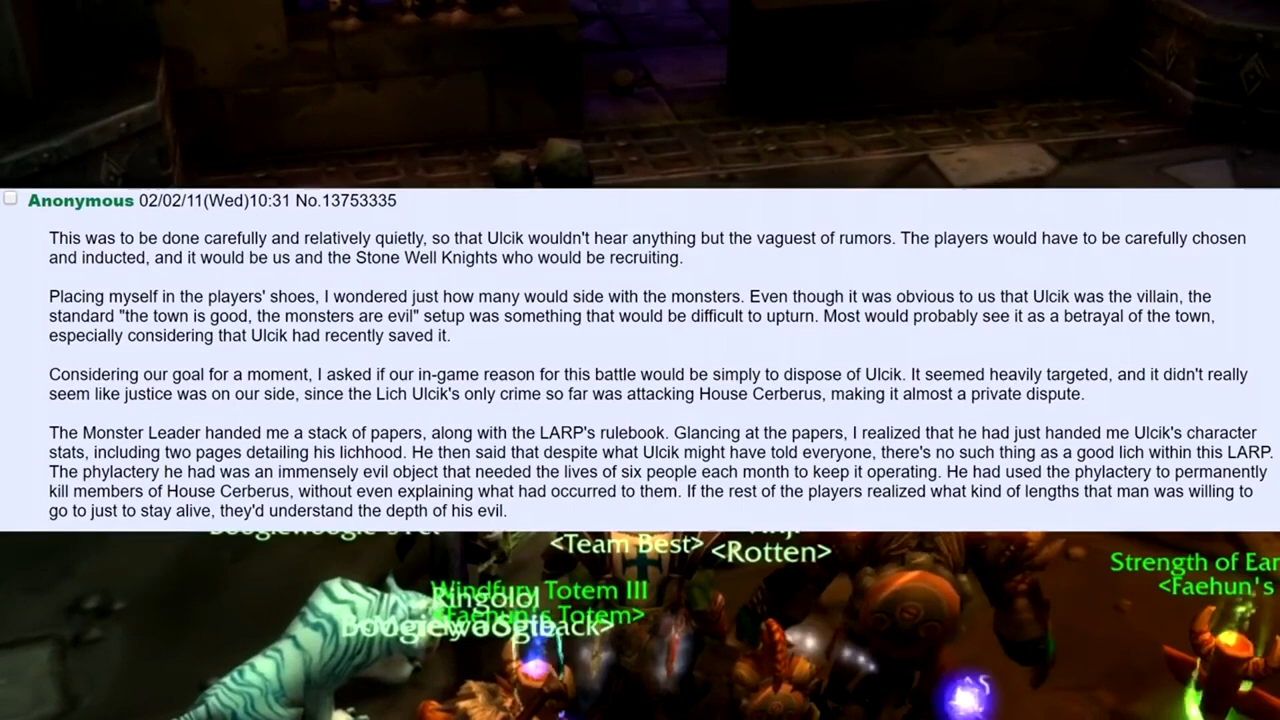 Anonymous 02/02/11(Wed)10:31 No.13753335
This was to be done carefully and relatively quietly, so that Ulcik wouldn't hear anything but the vaguest of rumors. The players would have to be carefully chosen
and inducted, and it would be us and the Stone Well Knights who would be recruiting.
Placing myself in the players' shoes, I wondered just how many would side with the monsters. Even though it was obvious to us that Ulcik was the villain, the
standard "the town is good, the monsters are evil" setup was something that would be difficult to upturn. Most would probably see it as a betrayal of the town,
especially considering that Ulcik had recently saved it.
Considering our goal for a moment, I asked if our in-game reason for this battle would be simply to dispose of Ulcik. It seemed heavily targeted, and it didn't really
seem like justice was on our side, since the Lich Ulcik's only crime so far was attacking House Cerberus, making it almost a private dispute.
The Monster Leader handed me a stack of papers, along with the LARP's rulebook. Glancing at the papers, I realized that he had just handed me Ulcik's character
stats, including two pages detailing his lichhood. He then said that despite what Ulcik might have told everyone, there's no such thing as a good lich within this LARP.
The phylactery he had was an immensely evil object that needed the lives of six people each month to keep it operating. He had used the phylactery to permanently
kill members of House Cerberus, without even explaining what had occurred to them. If the rest of the players realized what kind of lengths that man was willing to
go to just to stay alive, they'd understand the depth of his evil.
<Team Best> <Rotten>
Strength of Ear
<Faehun's
Windfury Totem III
Ringolol
<Faehun's Totem>